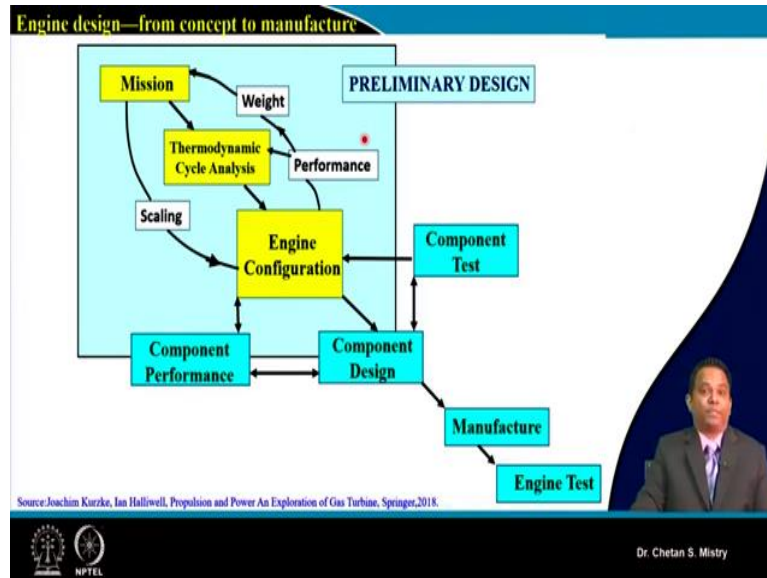 Engine design—from concept to manufacture
PRELIMINARY DESIGN
Mission
Weight
Thermodynamic
Cycle Analysis
Performance
Scaling
Engine
Configuration
Component
Test
Component
Performance
Component
Design
Manufacture
Engine Test
Source:Joachim Kurzke, Ian Halliwell, Propulsion and Power An Exploration of Gas Turbine, Springer,2018.
NPTEL
Dr. Chetan S. Mistry